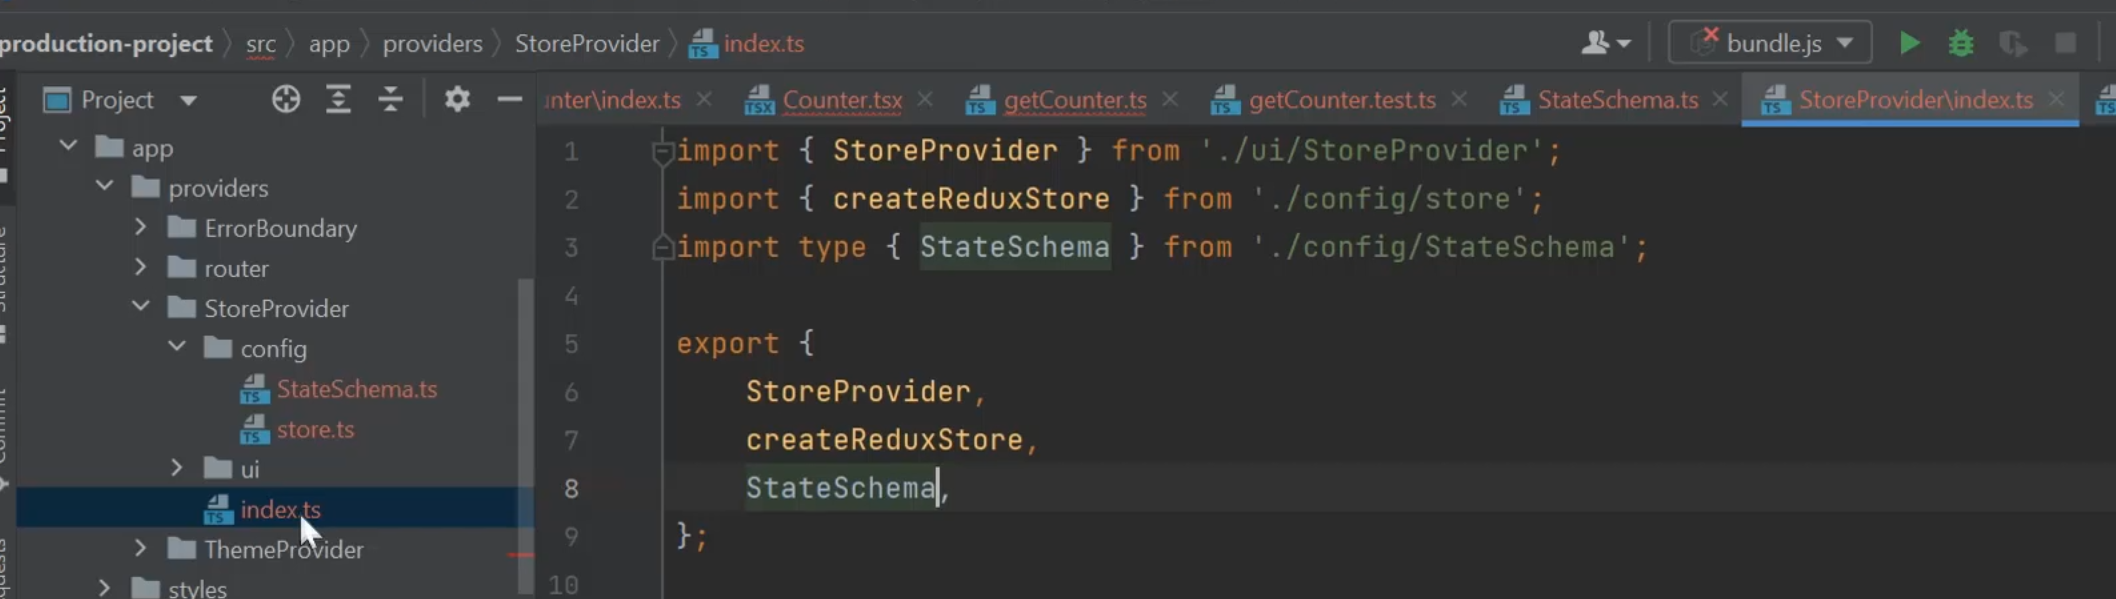 production-project src app providers StoreProvider index.ts bundle.js
Project nter\index.ts Counter.tsx getCounter.ts getCounter.test.ts StateSchema.ts StoreProvider\index.ts
app
providers
ErrorBoundary
router
StoreProvider
config
StateSchema.ts
store.ts
ui
index.ts
ThemeProvider
styles
1 import { StoreProvider } from './ui/StoreProvider';
2 import { createReduxStore } from './config/store';
3 import type { StateSchema } from './config/StateSchema';
4
5 export {
6 StoreProvider,
7 createReduxStore,
8 StateSchema,
9 };
10